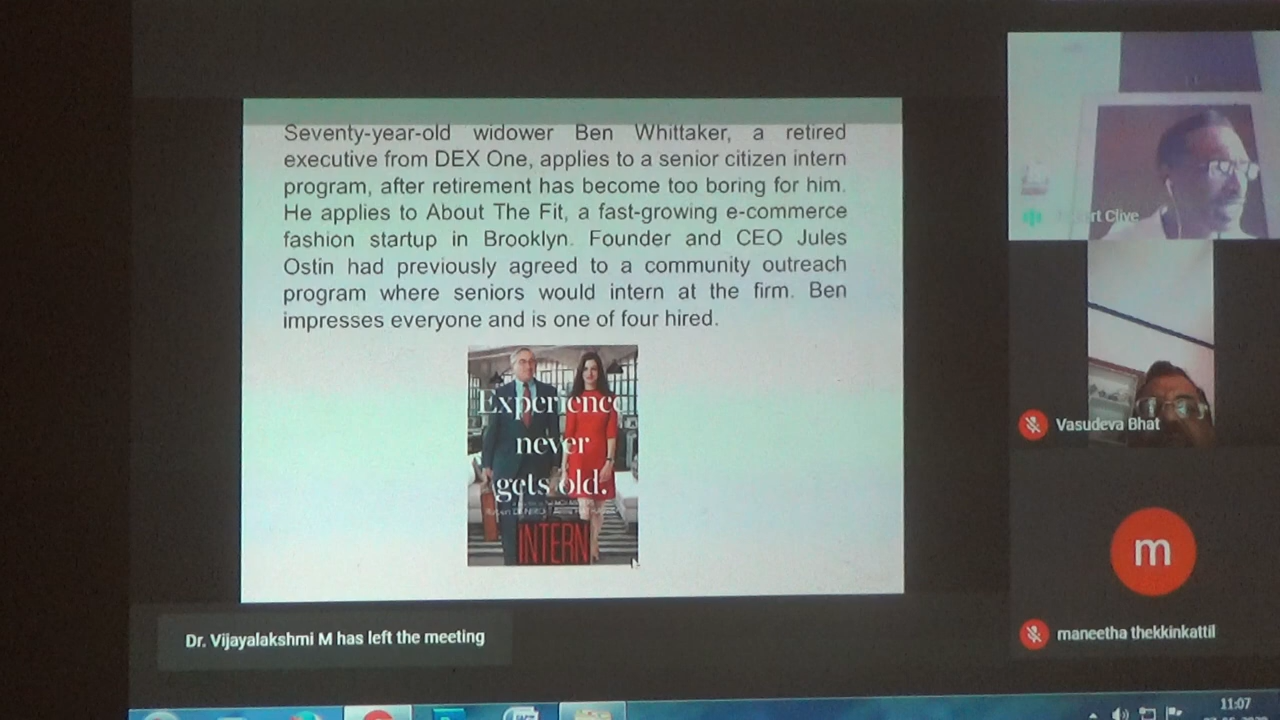 Seventy-year-old widower Ben Whittaker, a retired
executive from DEX One, applies to a senior citizen intern
program, after retirement has become too boring for him.
He applies to About The Fit, a fast-growing e-commerce
fashion startup in Brooklyn. Founder and CEO Jules
Ostin had previously agreed to a community outreach
program where seniors would intern at the firm. Ben
impresses everyone and is one of four hired.
Experience
never
gets old.
INTERN
Clive
Vasudeva Bhat
m
maneetha thekkinkattil
Dr. Vijayalakshmi M has left the meeting
11:07